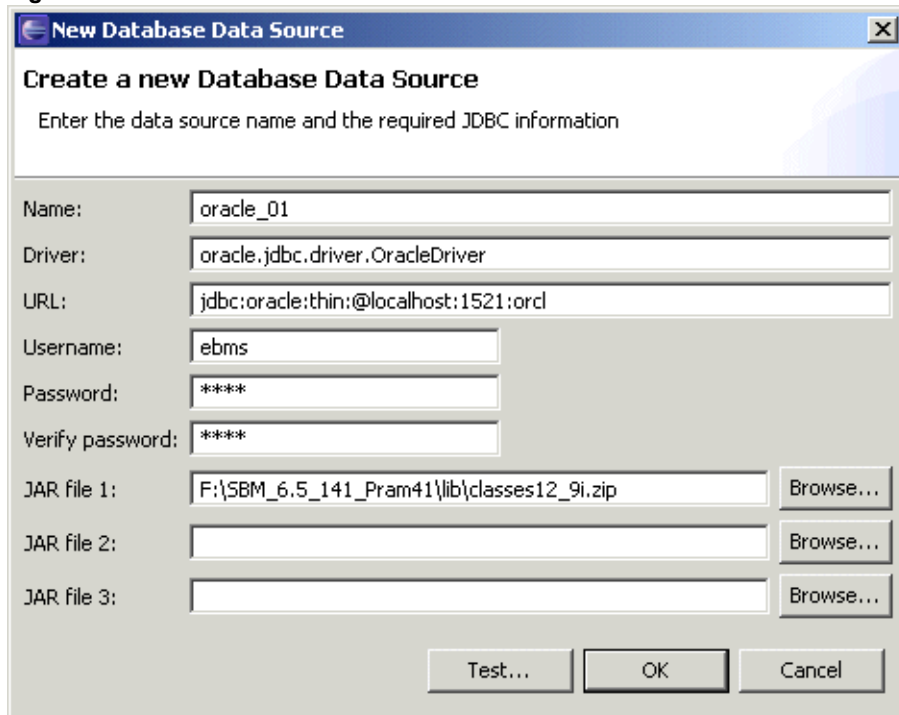 New Database Data Source
Create a new Database Data Source
Enter the data source name and the required JDBC information
Name: oracle_01
Driver: oracle.jdbc.driver.OracleDriver
URL: jdbc:oracle:thin:@localhost:1521:orcl
Username: ebms
Password: ****
Verify password: ****
JAR file 1: F:\SBM_6.5_141_Pram41\lib\classes12_9i.zip Browse...
JAR file 2: Browse...
JAR file 3: Browse...
Test... OK Cancel